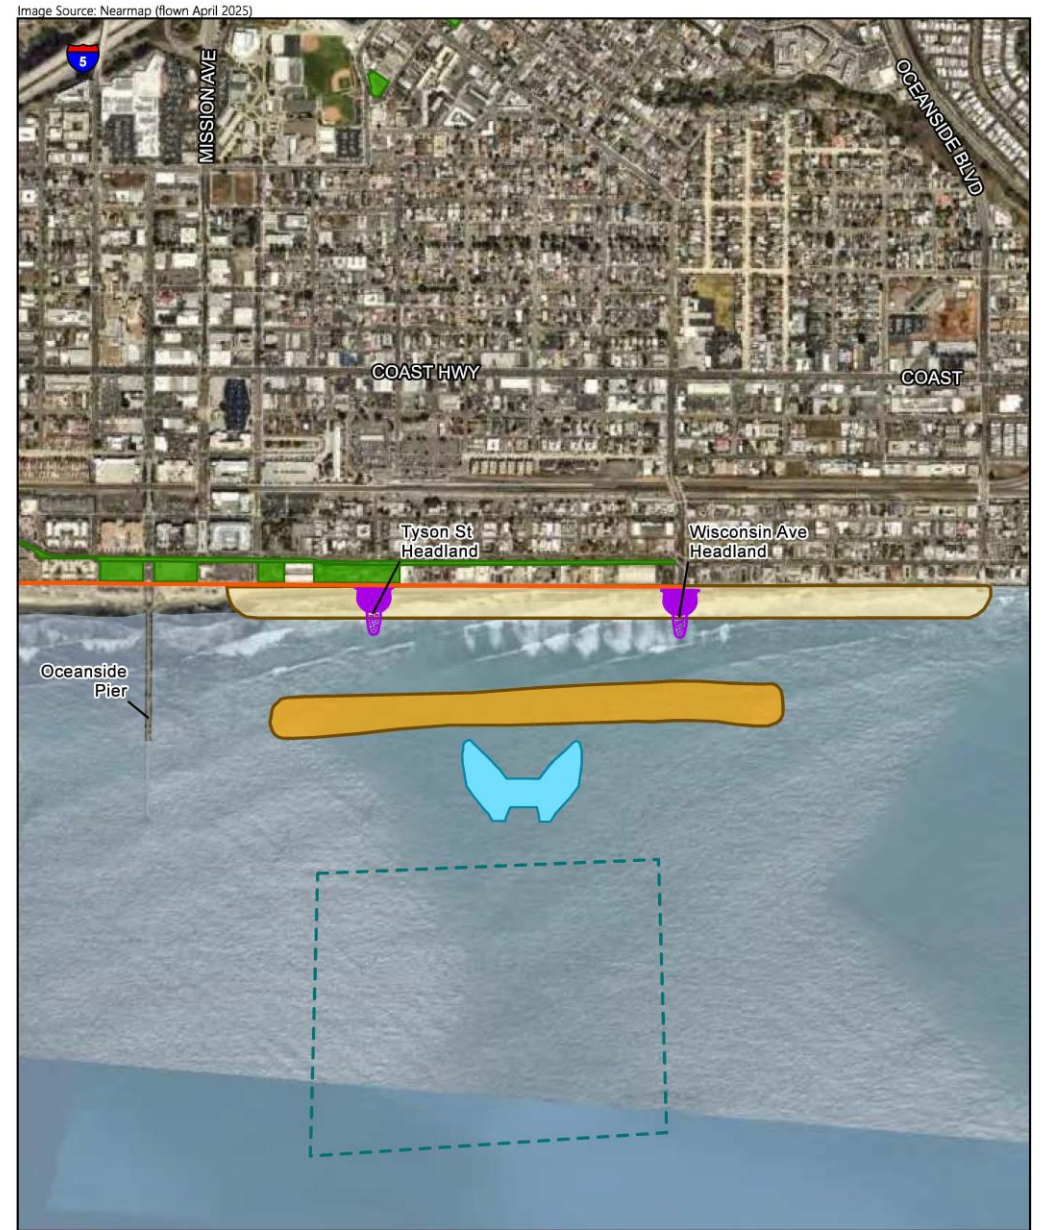 Image Source: Nearmap (flown April 2025)
5
MISSION AVE
OCEANSIDE BLVD
COAST HWY
COAST
Tyson St
Headland
Wisconsin Ave
Headland
Oceanside
Pier